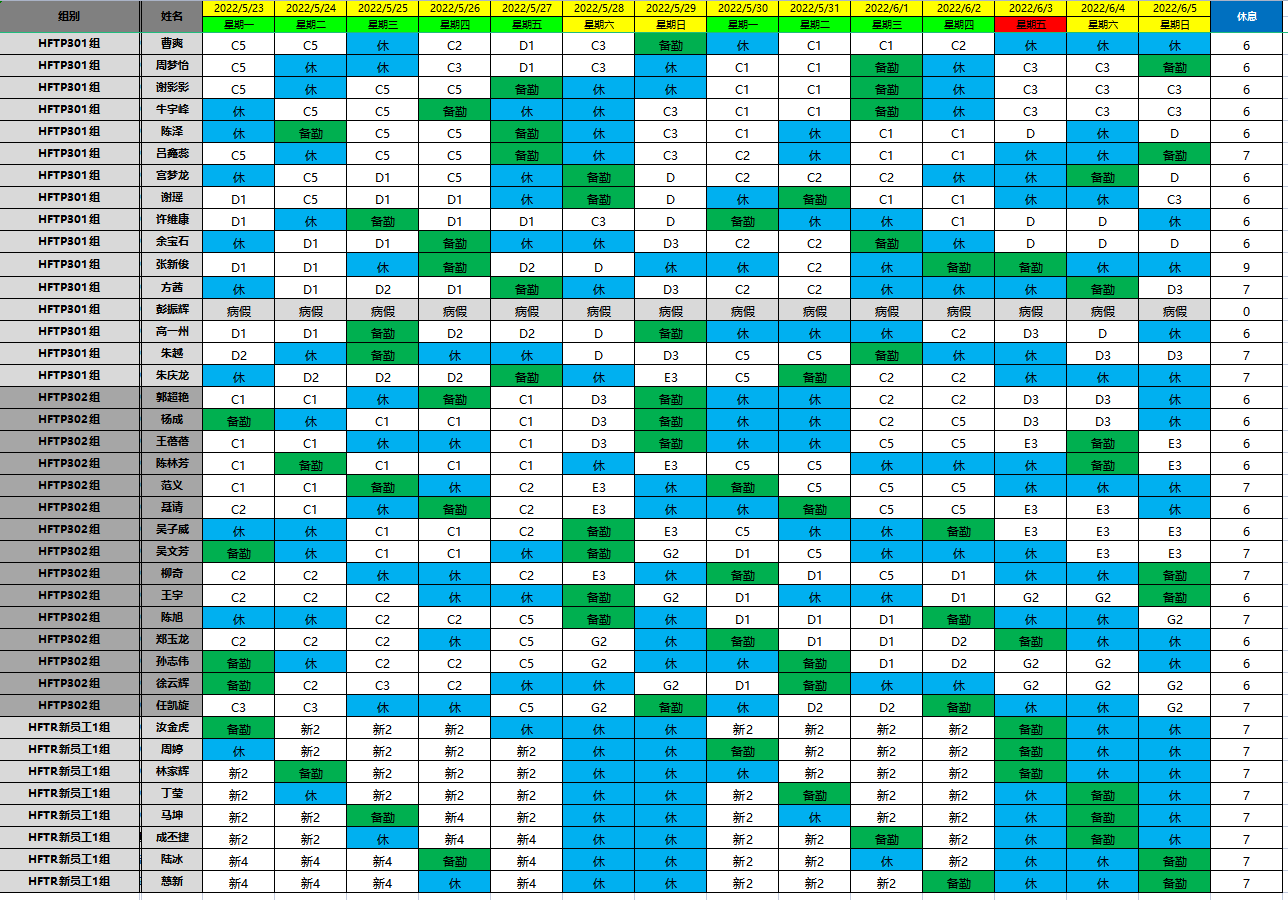 组别 姓名 2022/5/23 2022/5/24 2022/5/25 2022/5/26 2022/5/27 2022/5/28 2022/5/29 2022/5/30 2022/5/31 2022/6/1 2022/6/2 2022/6/3 2022/6/4 2022/6/5 休息
星期一 星期二 星期三 星期四 星期五 星期六 星期日 星期一 星期二 星期三 星期四 星期五 星期六 星期日
HFTP301组 曹爽 C5 C5 休 C2 D1 C3 备勤 休 C1 C1 C2 休 休 休 6
HFTP301组 周梦怡 C5 休 休 C3 D1 C3 休 C1 C1 备勤 休 C3 C3 备勤 6
HFTP301组 谢影影 C5 休 C5 C5 备勤 休 休 C1 C1 备勤 休 C3 C3 C3 6
HFTP301组 牛宇峰 休 C5 C5 备勤 休 休 C3 C1 C1 备勤 休 C3 C3 C3 6
HFTP301组 陈泽 休 备勤 C5 C5 备勤 休 C3 C1 休 C1 C1 D 休 D 6
HFTP301组 吕鑫蕊 C5 休 C5 C5 备勤 休 C3 C2 休 C1 C1 休 休 备勤 7
HFTP301组 宫梦龙 休 C5 D1 C5 休 备勤 D C2 C2 C2 休 休 备勤 D 6
HFTP301组 谢瑶 D1 C5 D1 D1 休 备勤 D 休 备勤 C1 C1 休 休 C3 6
HFTP301组 许维康 D1 休 备勤 D1 D1 C3 D 备勤 休 休 C1 D D 休 6
HFTP301组 余宝石 休 D1 D1 备勤 休 休 D3 C2 C2 备勤 休 D D D 6
HFTP301组 张新俊 D1 D1 休 备勤 D2 D 休 休 C2 休 备勤 备勤 休 休 9
HFTP301组 方茜 休 D1 D2 D1 备勤 休 D3 C2 C2 休 休 休 备勤 D3 7
HFTP301组 彭振辉 病假 病假 病假 病假 病假 病假 病假 病假 病假 病假 病假 病假 病假 病假 0
HFTP301组 高一州 D1 D1 备勤 D2 D2 D 备勤 休 休 休 C2 D3 D 休 6
HFTP301组 朱越 D2 休 备勤 休 休 D D3 C5 C5 备勤 休 休 D3 D3 7
HFTP301组 朱庆龙 休 D2 D2 D2 备勤 休 E3 C5 备勤 C2 C2 休 休 休 7
HFTP302组 郭超艳 C1 C1 休 备勤 C1 D3 备勤 休 休 C2 C2 D3 D3 休 6
HFTP302组 杨成 备勤 休 C1 C1 C1 D3 备勤 休 休 C2 C5 D3 D3 休 6
HFTP302组 王蓓蓓 C1 C1 休 休 C1 D3 备勤 休 休 C5 C5 E3 备勤 E3 6
HFTP302组 陈林芳 C1 备勤 C1 C1 C1 休 E3 C5 C5 休 休 休 备勤 E3 6
HFTP302组 范义 C1 C1 备勤 休 C2 E3 休 备勤 C5 C5 C5 休 休 休 7
HFTP302组 聂请 C2 C1 休 备勤 C2 E3 休 休 备勤 C5 C5 E3 E3 休 6
HFTP302组 吴子威 休 休 C1 C1 C2 备勤 E3 C5 休 休 备勤 E3 E3 E3 6
HFTP302组 吴文芳 备勤 休 C1 C1 休 备勤 G2 D1 C5 休 休 休 E3 E3 7
HFTP302组 柳奇 C2 C2 休 休 C2 E3 休 备勤 D1 C5 D1 休 休 备勤 7
HFTP302组 王宇 C2 C2 C2 休 休 备勤 G2 D1 休 休 D1 G2 G2 备勤 6
HFTP302组 陈旭 休 休 C2 C2 C5 备勤 休 D1 D1 D1 备勤 休 休 G2 7
HFTP302组 郑玉龙 C2 C2 C2 休 C5 G2 休 备勤 D1 D1 D2 备勤 休 休 6
HFTP302组 孙志伟 备勤 休 C2 C2 C5 G2 休 休 备勤 D1 D2 G2 G2 休 6
HFTP302组 徐云辉 备勤 C2 C3 C2 休 休 G2 D1 备勤 休 休 G2 G2 G2 6
HFTP302组 任凯旋 C3 C3 休 休 C5 G2 备勤 休 D2 D2 备勤 休 休 G2 7
HFTR新员工1组 汝金虎 备勤 新2 新2 新2 休 休 休 新2 新2 新2 新2 备勤 休 休 7
HFTR新员工1组 周婷 休 新2 新2 新2 新2 休 休 备勤 新2 新2 新2 备勤 休 休 7
HFTR新员工1组 林家辉 新2 备勤 新2 新2 新2 休 休 休 新2 新2 新2 备勤 休 休 7
HFTR新员工1组 丁莹 新2 休 新2 新2 新2 休 休 新2 备勤 新2 新2 休 备勤 休 7
HFTR新员工1组 马坤 新2 新2 备勤 新4 新2 休 休 新2 休 新2 新2 休 备勤 休 7
HFTR新员工1组 成丕捷 新2 新2 休 新4 新4 休 休 新2 新2 备勤 新2 休 备勤 休 7
HFTR新员工1组 陆冰 新4 新4 新4 备勤 新4 休 休 新2 新2 休 新2 休 休 备勤 7
HFTR新员工1组 慈新 新4 新4 新4 休 新4 休 休 新2 新2 新2 备勤 休 休 备勤 7